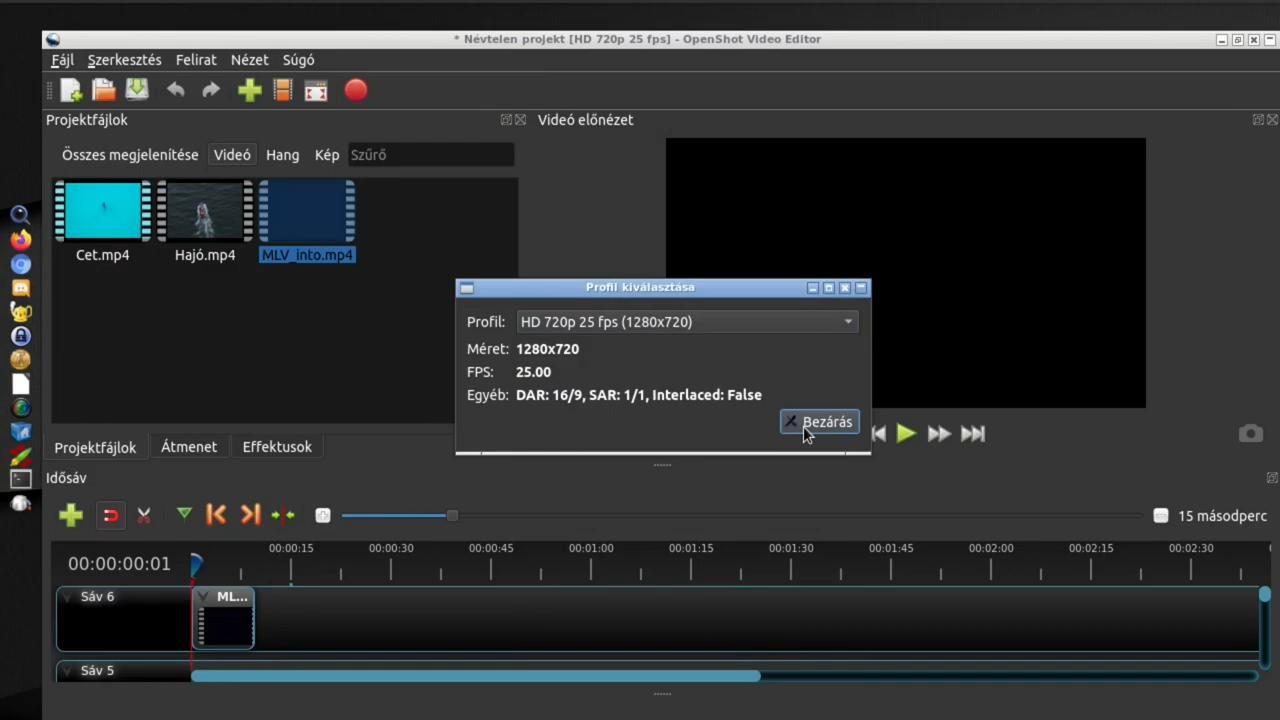 * Névtelen projekt [HD 720p 25 fps] - OpenShot Video Editor
Fájl Szerkesztés Felirat Nézet Súgó
Projektfájlok
Videó előnézet
Összes megjelenítése Videó Hang Kép Szűrő
Cet.mp4 Hajó.mp4 MLV_into.mp4
Profil kiválasztása
Profil: HD 720p 25 fps (1280x720)
Méret: 1280x720
FPS: 25.00
Egyéb: DAR: 16/9, SAR: 1/1, Interlaced: False
Bezárás
Projektfájlok Átmenet Effektusok
Idősáv
15 másodperc
00:00:00:01
00:00:15 00:00:30 00:00:45 00:01:00 00:01:15 00:01:30 00:01:45 00:02:00 00:02:15 00:02:30
Sáv 6
ML...
Sáv 5